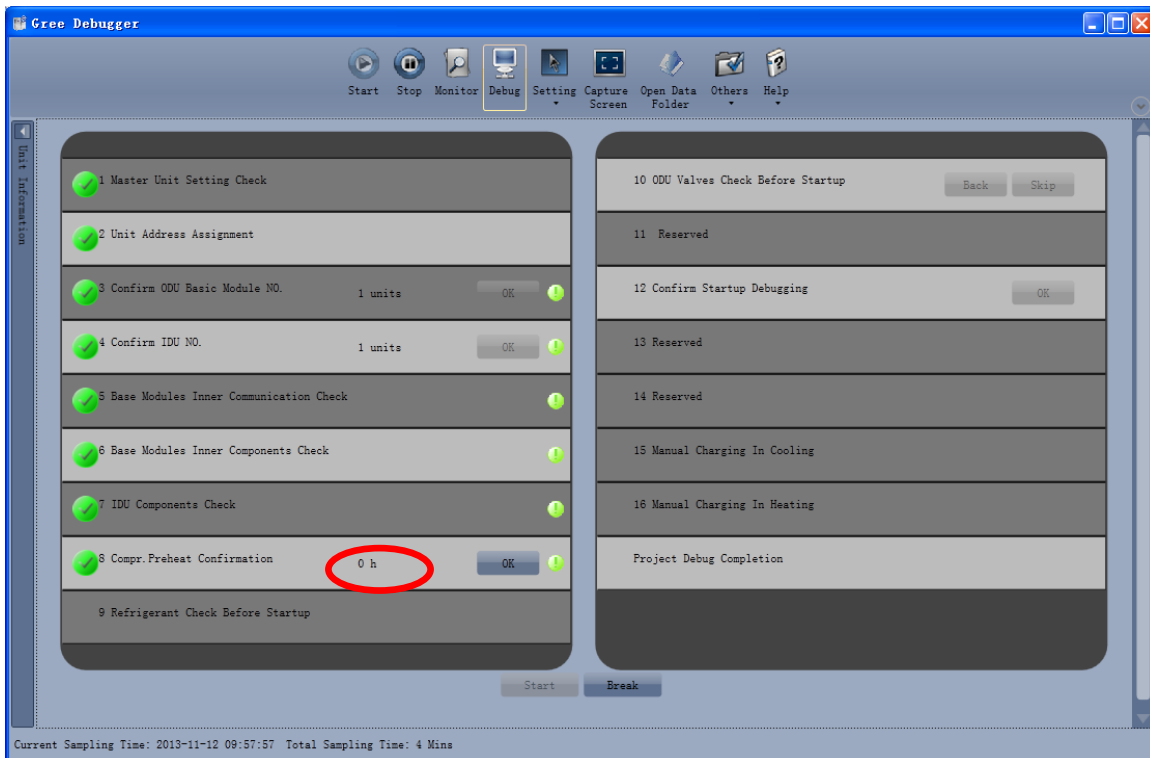 Gree Debugger
Start Stop Monitor Debug Setting Capture Screen Open Data Folder Others Help
Unit Information
1 Master Unit Setting Check
2 Unit Address Assignment
3 Confirm ODU Basic Module NO. 1 units OK
4 Confirm IDU NO. 1 units OK
5 Base Modules Inner Communication Check
6 Base Modules Inner Components Check
7 IDU Components Check
8 Compr.Preheat Confirmation 0 h OK
9 Refrigerant Check Before Startup
10 ODU Valves Check Before Startup Back Skip
11 Reserved
12 Confirm Startup Debugging OK
13 Reserved
14 Reserved
15 Manual Charging In Cooling
16 Manual Charging In Heating
Project Debug Completion
Start Break
Current Sampling Time: 2013-11-12 09:57:57 Total Sampling Time: 4 Mins